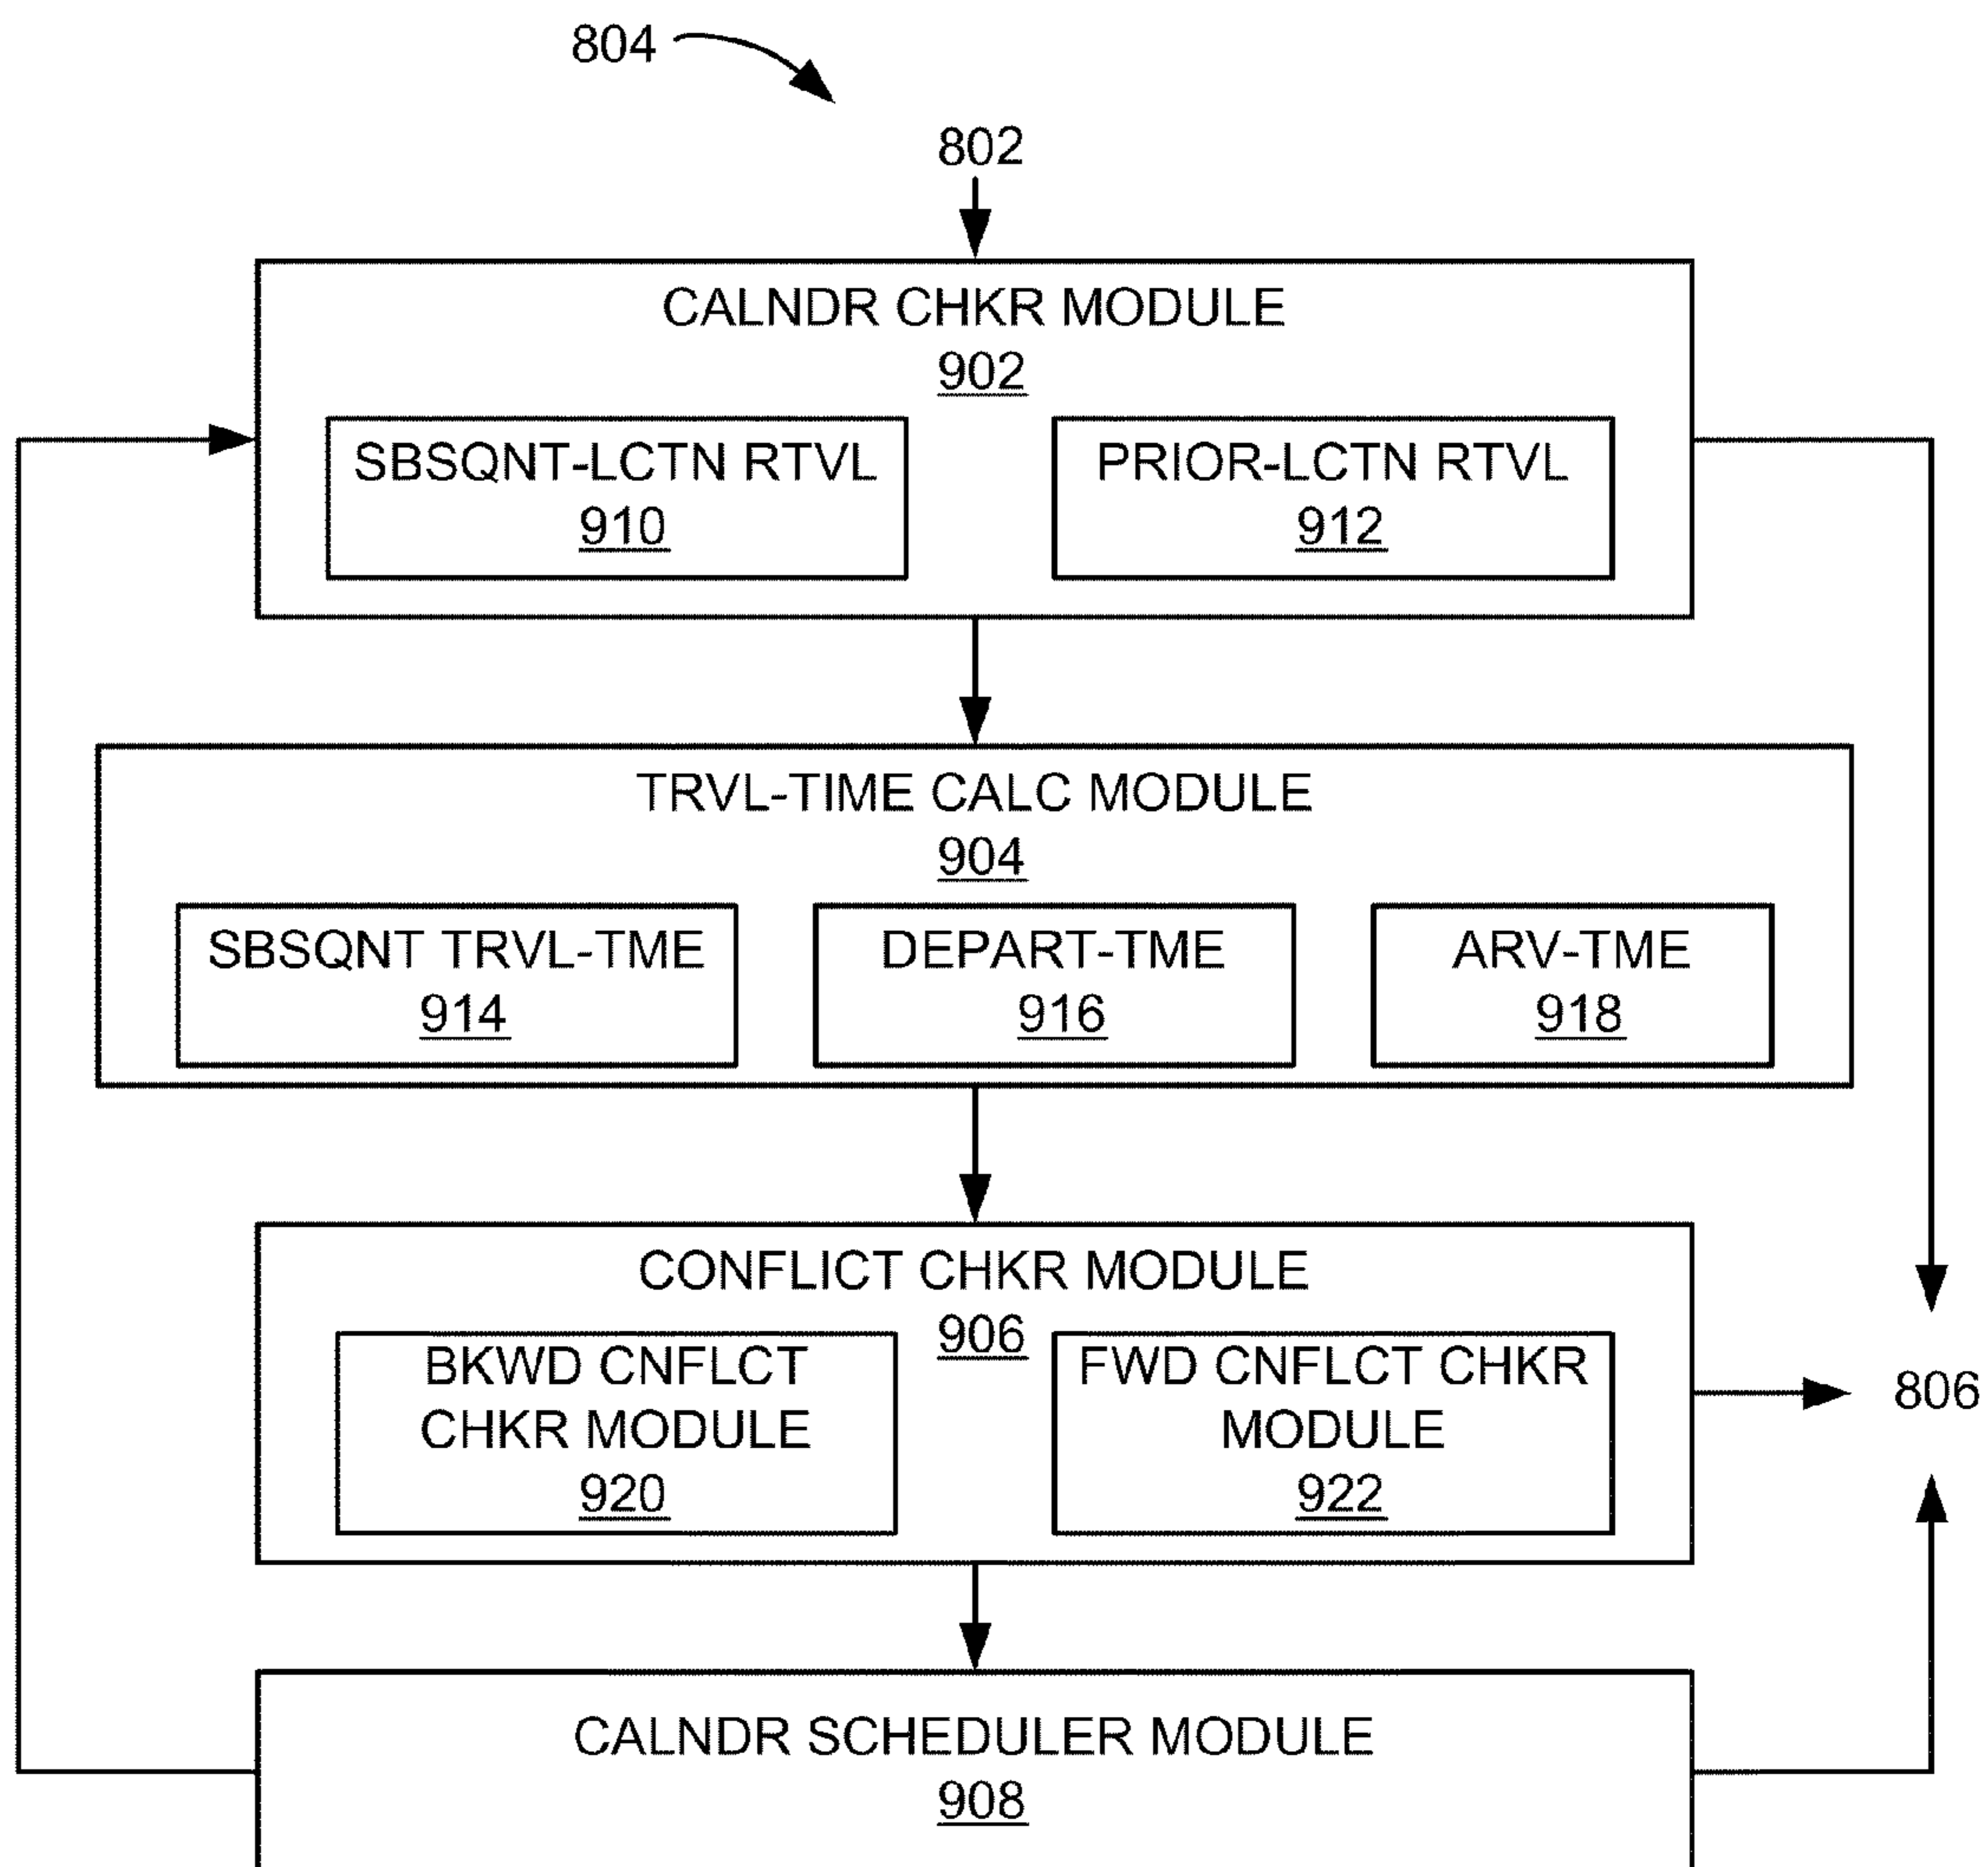 804
802
CALNDR CHKR MODULE
902
SBSQNT-LCTN RTVL
910
PRIOR-LCTN RTVL
912
TRVL-TIME CALC MODULE
904
SBSQNT TRVL-TME
914
DEPART-TME
916
ARV-TME
918
CONFLICT CHKR MODULE
906
BKWD CNFLCT
CHKR MODULE
920
FWD CNFLCT CHKR
MODULE
922
806
CALNDR SCHEDULER MODULE
908